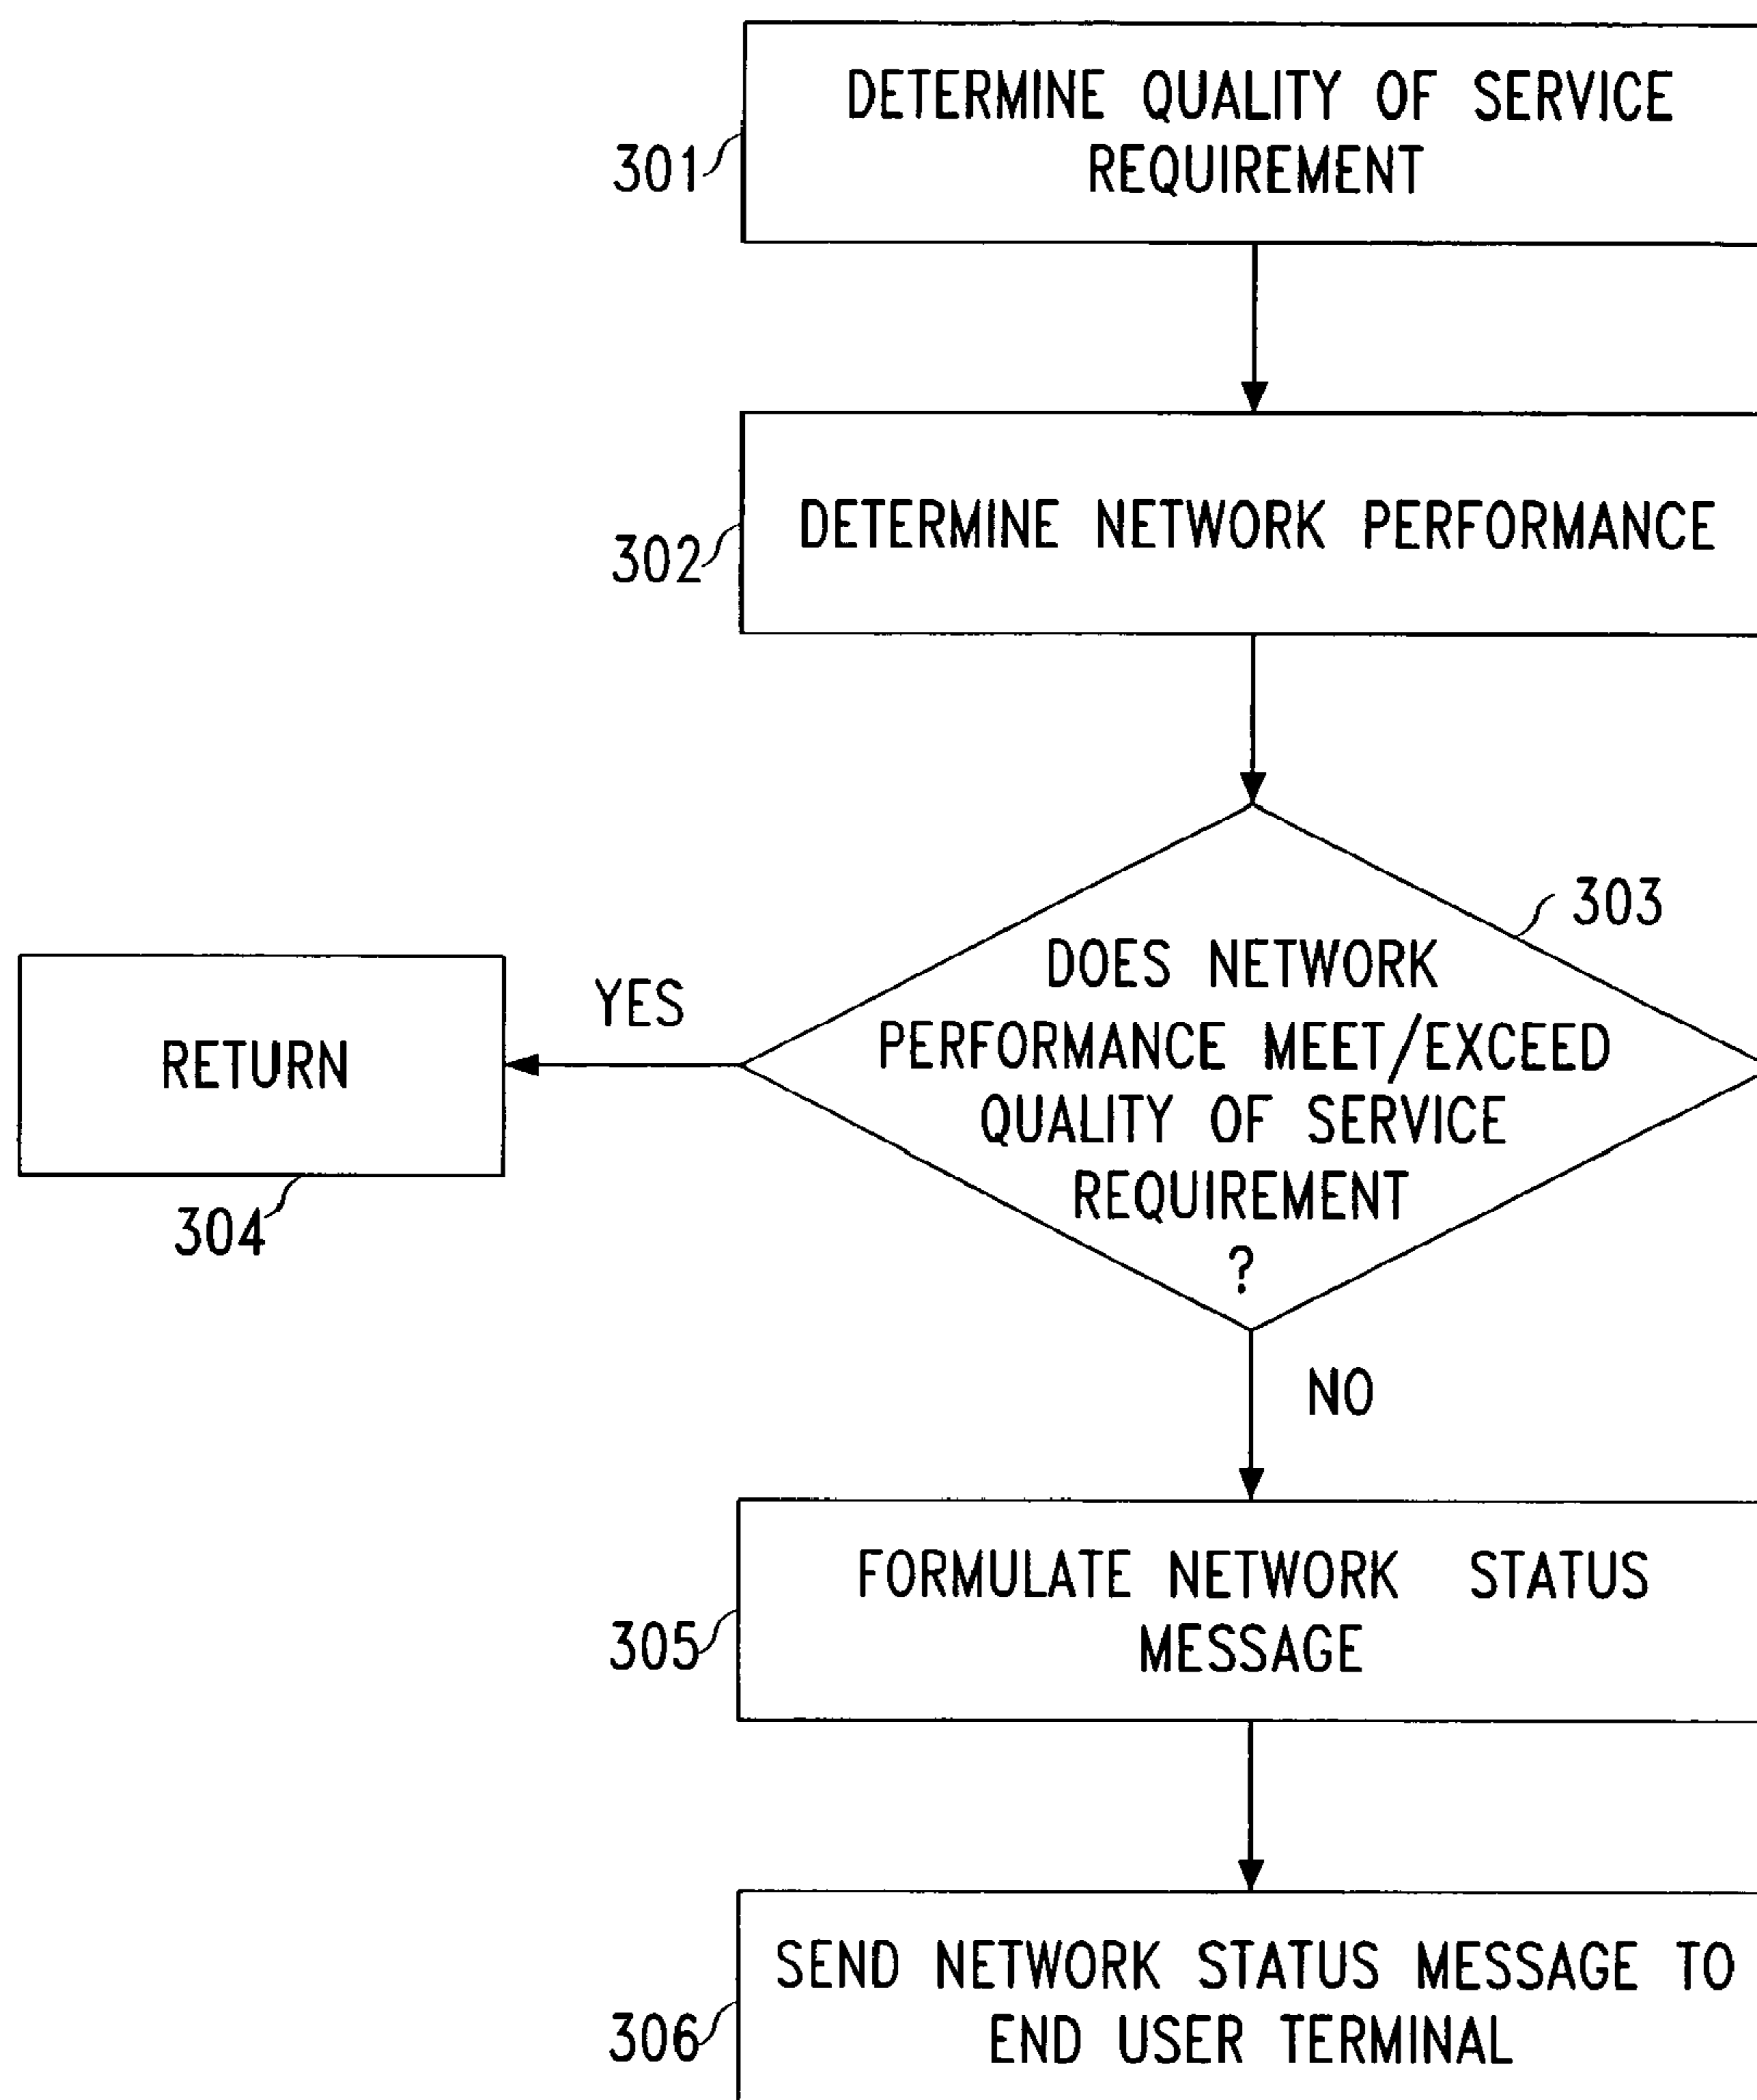 DETERMINE QUALITY OF SERVICE
REQUIREMENT
301
DETERMINE NETWORK PERFORMANCE
302
303
DOES NETWORK
PERFORMANCE MEET/EXCEED
QUALITY OF SERVICE
REQUIREMENT
?
YES
RETURN
304
NO
FORMULATE NETWORK STATUS
MESSAGE
305
SEND NETWORK STATUS MESSAGE TO
END USER TERMINAL
306